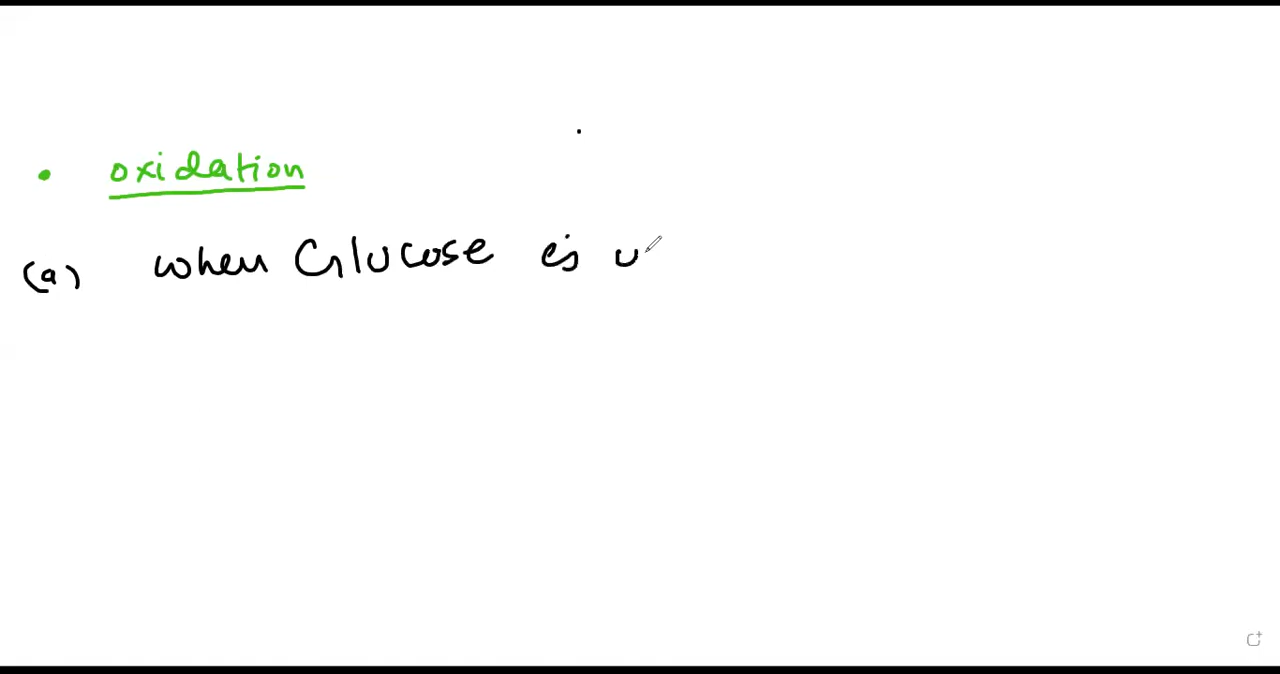 • oxidation
(a) when Glucose is